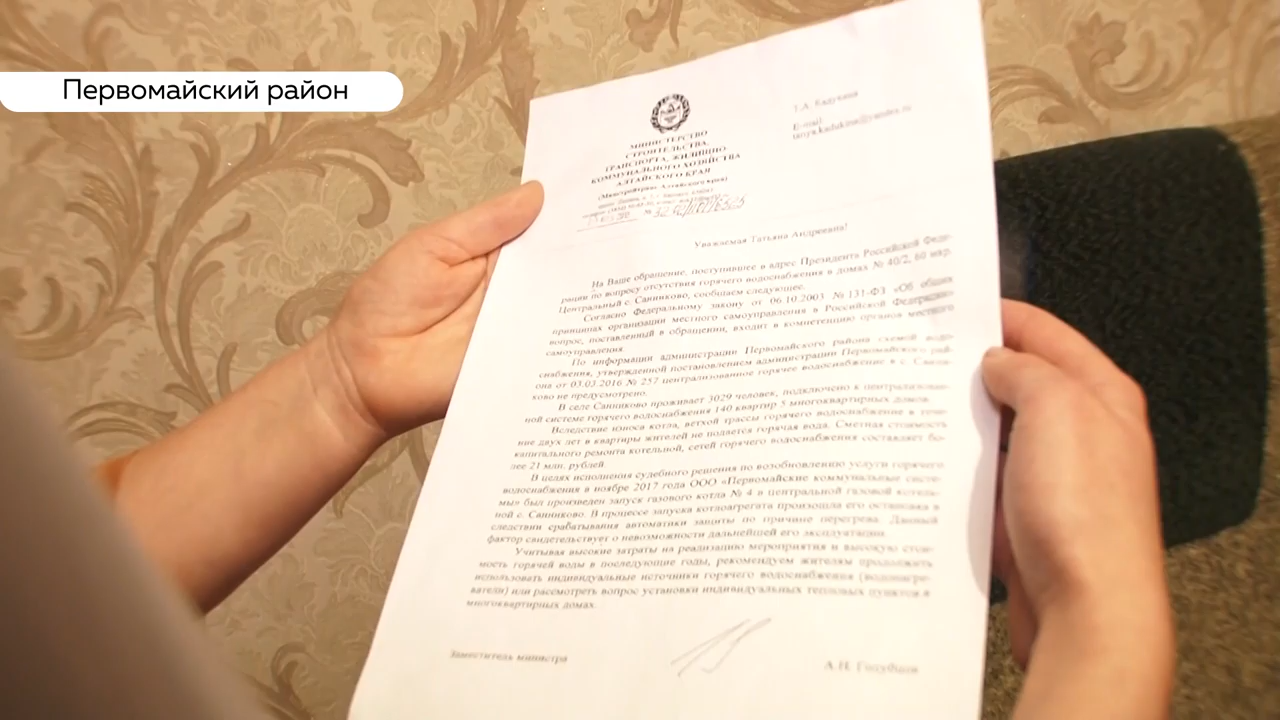 Первомайский район
МИНИСТЕРСТВО
СТРОИТЕЛЬСТВА,
ТРАНСПОРТА, ЖИЛИЩНО-
КОММУНАЛЬНОГО ХОЗЯЙСТВА
АЛТАЙСКОГО КРАЯ
(Минстройтранс Алтайского края)
Т.А. Кадукина
E-mail:
tanya.kadukina@yandex.ru
Уважаемая Татьяна Андреевна!
На Ваше обращение, поступившее в адрес Президента Российской Феде-
рации по вопросу отсутствия горячего водоснабжения в домах № 40/2, 60 мкр.
Центральный с. Санниково, сообщаем следующее.
Согласно Федеральному закону от 06.10.2003 № 131-ФЗ «Об общих
принципах организации местного самоуправления в Российской Федерации»
вопрос, поставленный в обращении, входит в компетенцию органов местного
самоуправления.
По информации администрации Первомайского района схемой водо-
снабжения, утвержденной постановлением администрации Первомайского рай-
она от 03.03.2016 № 257 централизованное горячее водоснабжение в с. Санни-
ково не предусмотрено.
В селе Санниково проживает 3029 человек, подключено к централизован-
ной системе горячего водоснабжения 140 квартир 5 многоквартирных домов.
Вследствие износа котла, ветхой трассы горячего водоснабжения в тече-
ние двух лет в квартиры жителей не подается горячая вода. Сметная стоимость
капитального ремонта котельной, сетей горячего водоснабжения составляет бо-
лее 21 млн. рублей
В целях исполнения судебного решения по возобновлению услуги горячего
водоснабжения в ноябре 2017 года ООО «Первомайские коммунальные систе-
мы» был произведен запуск газового котла № 4 в центральной газовой котель-
ной с. Санниково. В процессе запуска котлоагрегата произошла его остановка в
следствии срабатывания автоматики защиты по причине перегрева. Данный
фактор свидетельствует о невозможности дальнейшей его эксплуатации.
Учитывая высокие затраты на реализацию мероприятия и высокую стои-
мость горячей воды в последующие годы, рекомендуем жителям продолжить
использовать индивидуальные источники горячего водоснабжения (водонагре-
ватели) или рассмотреть вопрос установки индивидуальных тепловых пунктов в
многоквартирных домах.
Заместитель министра
А.Н.